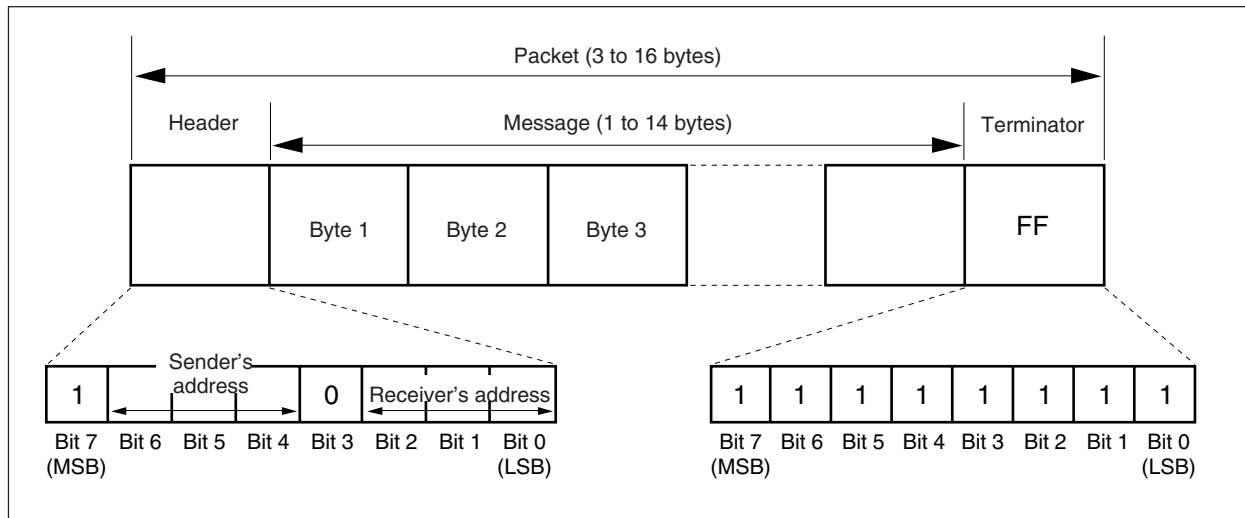 Packet (3 to 16 bytes)
Header
Message (1 to 14 bytes)
Terminator
Byte 1
Byte 2
Byte 3
FF
Sender's
address
1
0
Receiver's address
Bit 7
(MSB)
Bit 6
Bit 5
Bit 4
Bit 3
Bit 2
Bit 1
Bit 0
(LSB)
1
1
1
1
1
1
1
1
Bit 7
(MSB)
Bit 6
Bit 5
Bit 4
Bit 3
Bit 2
Bit 1
Bit 0
(LSB)